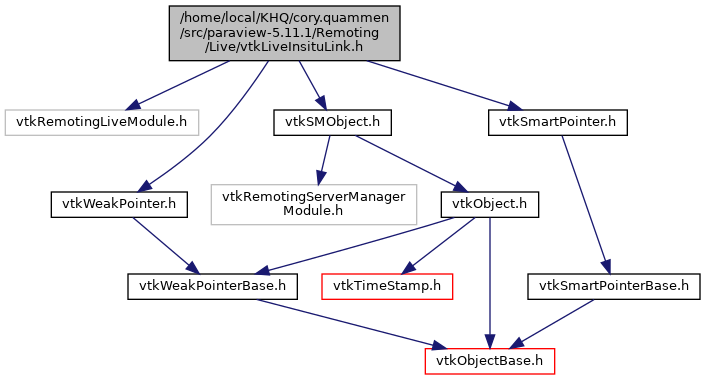 /home/local/KHQ/cory.quammen
/src/paraview-5.11.1/Remoting
/Live/vtkLiveInsituLink.h
vtkRemotingLiveModule.h
vtkSMObject.h
vtkSmartPointer.h
vtkWeakPointer.h
vtkRemotingServerManager
Module.h
vtkObject.h
vtkWeakPointerBase.h
vtkTimeStamp.h
vtkSmartPointerBase.h
vtkObjectBase.h